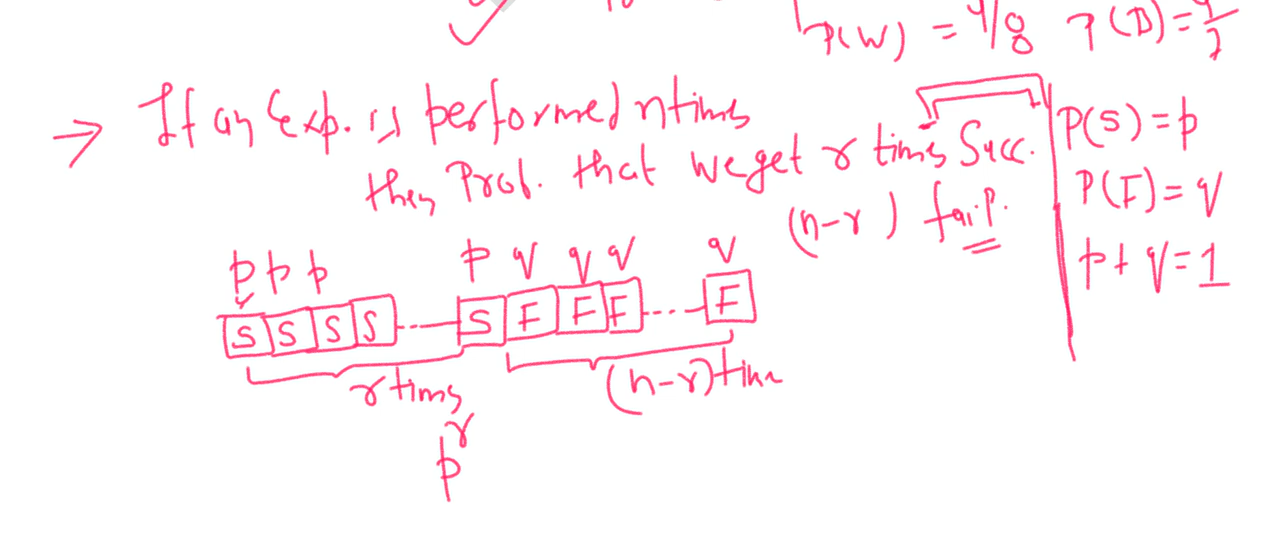 P(W) = 4/8 P(B) =
→ If an Exp. is performed n times
then Prob. that we get r times Succ.
(n-r) fail.
P(S) = p
P(F) = q
p + q = 1
p p p p q q q q
S S S S ... S F F F ... F
r times (n-r) time
p^r